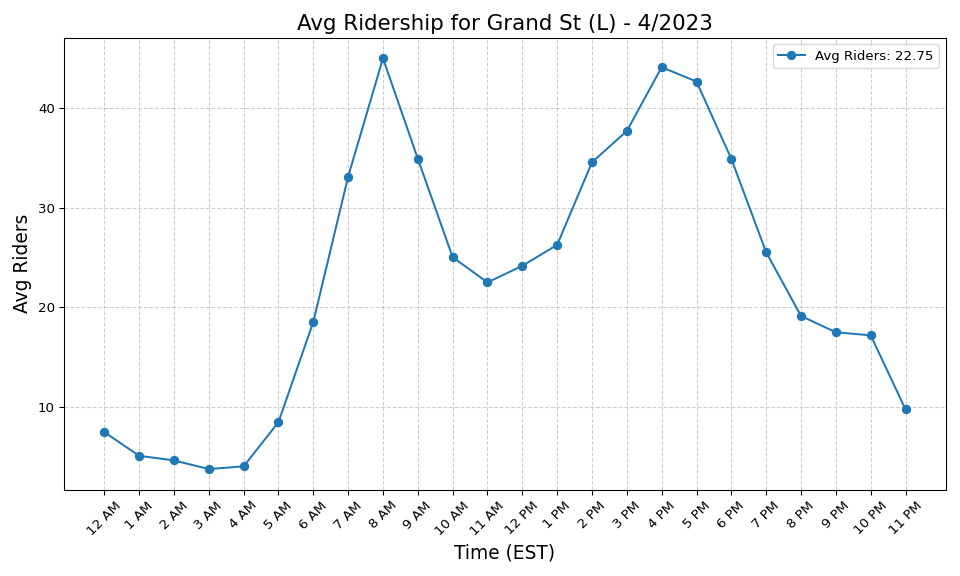 Avg Ridership for Grand St (L) - 4/2023
Avg Riders: 22.75
Avg Riders
40
30
20
10
12 AM
1 AM
2 AM
3 AM
4 AM
5 AM
6 AM
7 AM
8 AM
9 AM
10 AM
11 AM
12 PM
1 PM
2 PM
3 PM
4 PM
5 PM
6 PM
7 PM
8 PM
9 PM
10 PM
11 PM
Time (EST)